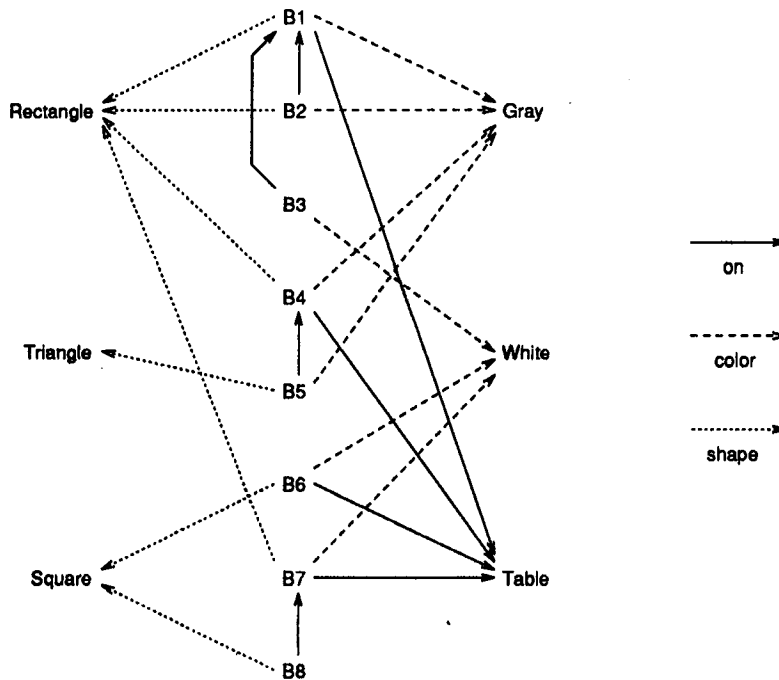 B1
Rectangle B2 Gray
B3
on
B4
Triangle White
color
B5
shape
B6
Square B7 Table
B8